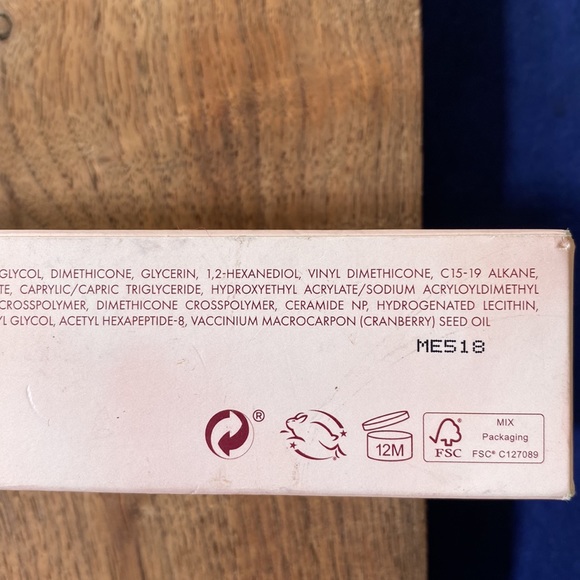 GLYCOL, DIMETHICONE, GLYCERIN, 1,2-HEXANEDIOL, VINYL DIMETHICONE, C15-19 ALKANE,
CAPRYLIC/CAPRIC TRIGLYCERIDE, HYDROXYETHYL ACRYLATE/SODIUM ACRYLOYLDIMETHYL
CROSSPOLYMER, DIMETHICONE CROSSPOLYMER, CERAMIDE NP, HYDROGENATED LECITHIN,
GLYCOL, ACETYL HEXAPEPTIDE-8, VACCINIUM MACROCARPON (CRANBERRY) SEED OIL
ME518
®
12M
FSC
MIX
Packaging
FSC® C127089